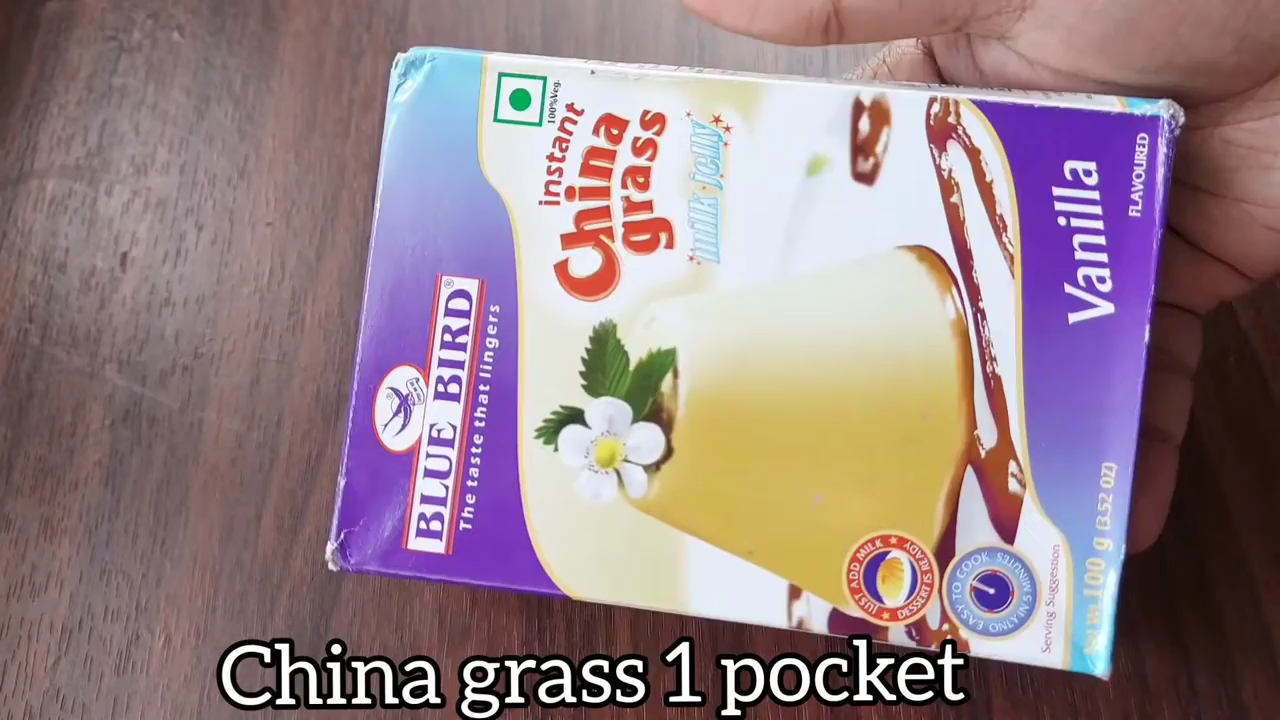 100%Veg.
BLUE BIRD®
The taste that lingers
instant
China
grass
milk jelly
JUST ADD MILK ★ DESSERT IS READY ★
EASY TO COOK
ONLY IN 5 MINUTES
Serving Suggestion
Vanilla
FLAVOURED
100 g (3.52 OZ)
China grass 1 pocket